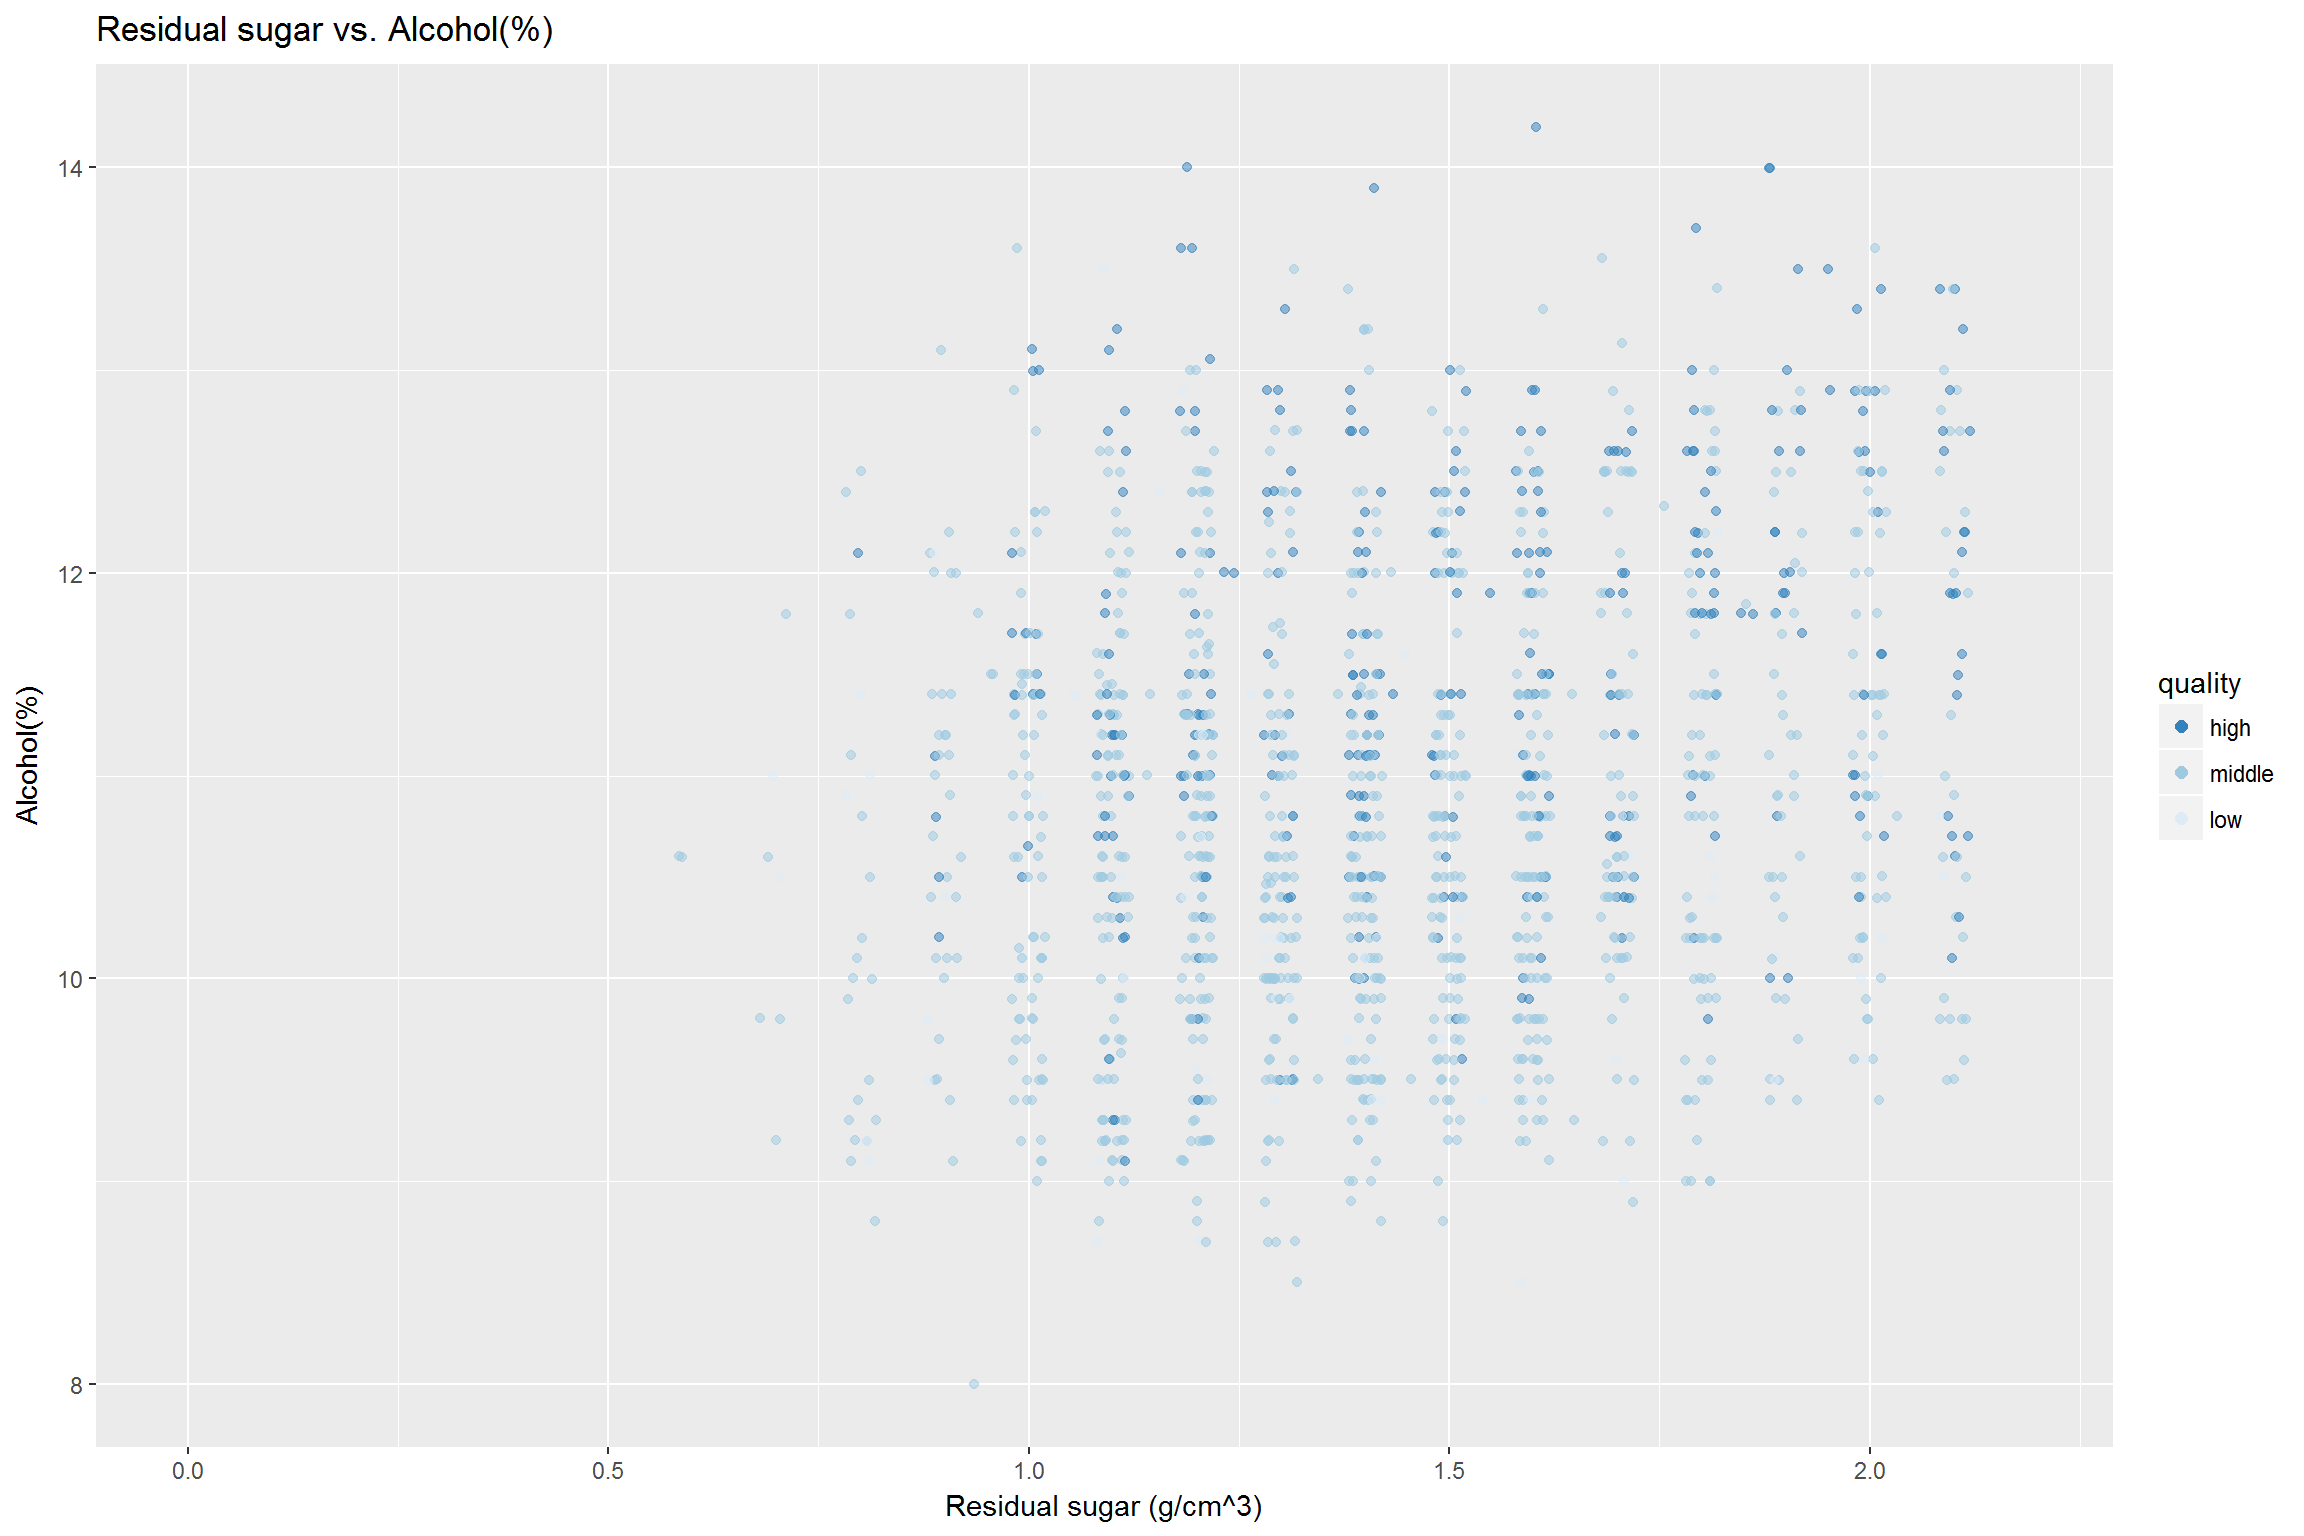 Residual sugar vs. Alcohol(%)
14
12
10
8
Alcohol(%)
0.0 0.5 1.0 1.5 2.0
Residual sugar (g/cm^3)
quality
high
middle
low